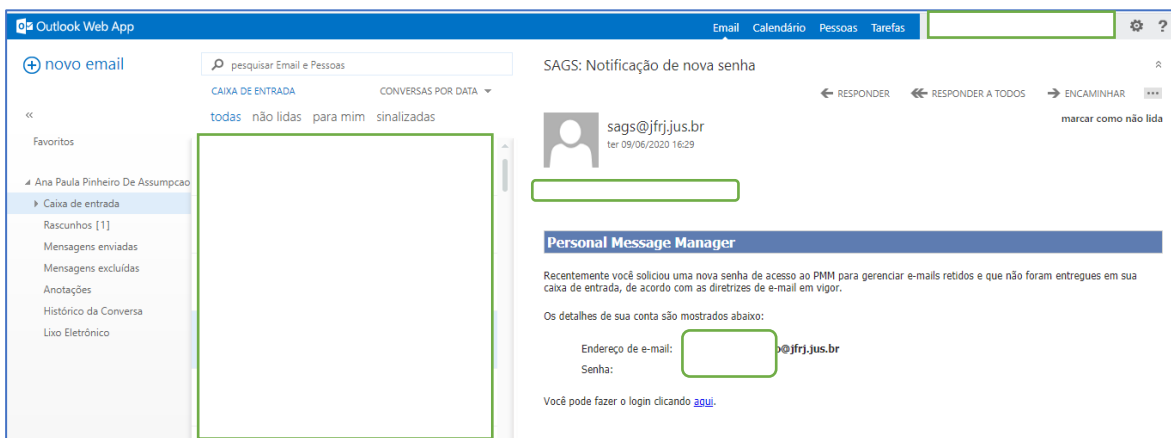 Outlook Web App
Email Calendário Pessoas Tarefas
?
novo email
pesquisar Email e Pessoas
CAIXA DE ENTRADA CONVERSAS POR DATA
todas não lidas para mim sinalizadas
«
Favoritos
Ana Paula Pinheiro De Assumpcao
Caixa de entrada
Rascunhos [1]
Mensagens enviadas
Mensagens excluídas
Anotações
Histórico da Conversa
Lixo Eletrônico
SAGS: Notificação de nova senha
RESPONDER RESPONDER A TODOS ENCAMINHAR ...
marcar como não lida
sags@jfrj.jus.br
ter 09/06/2020 16:29
Personal Message Manager
Recentemente você soliciou uma nova senha de acesso ao PMM para gerenciar e-mails retidos e que não foram entregues em sua
caixa de entrada, de acordo com as diretrizes de e-mail em vigor.
Os detalhes de sua conta são mostrados abaixo:
Endereço de e-mail: @jfrj.jus.br
Senha:
Você pode fazer o login clicando aqui.